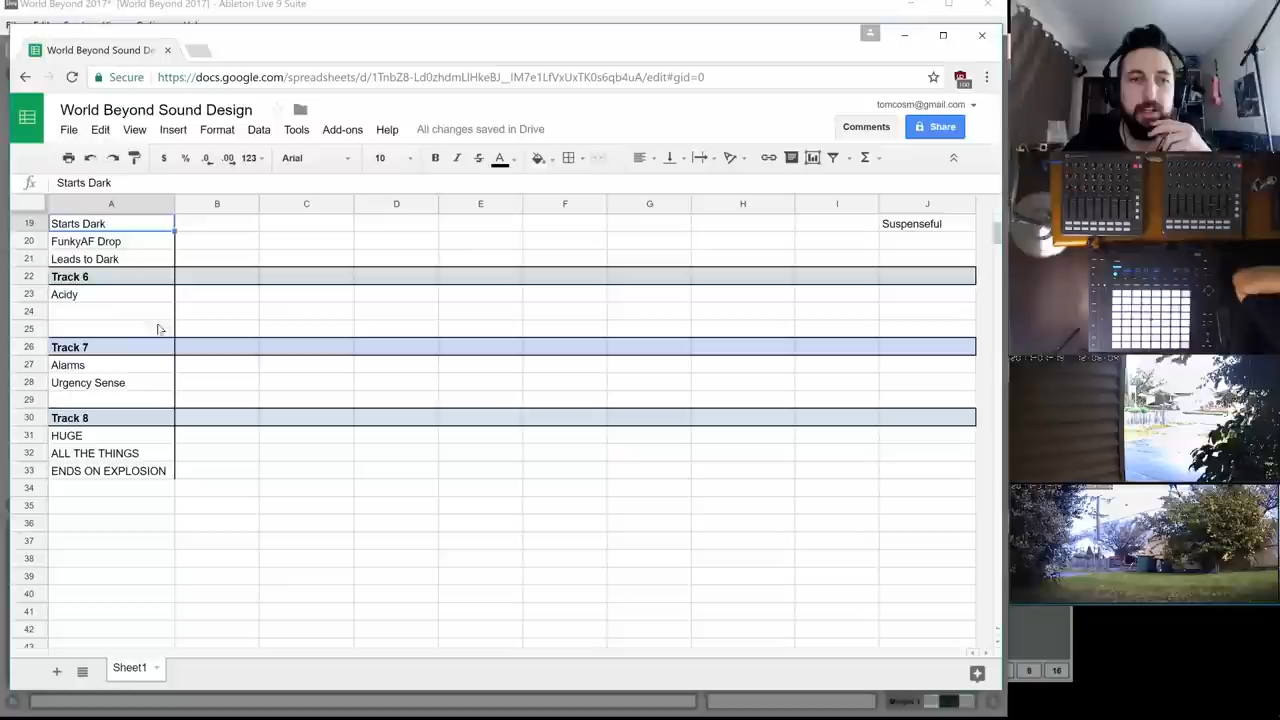 World Beyond 2017* [World Beyond 2017] - Ableton Live 9 Suite
World Beyond Sound De
Secure
https://docs.google.com/spreadsheets/d/1TnbZ8-Ld0zhdmLlHkeBJ__lM7e1LfVxUxTK0s6qb4uA/edit#gid=0
100
World Beyond Sound Design
tomcosm@gmail.com
File Edit View Insert Format Data Tools Add-ons Help All changes saved in Drive
Comments
Share
$ % .0 .00 123 Arial 10 B I S A
fx Starts Dark
A B C D E F G H I J
19 Starts Dark Suspenseful
20 FunkyAF Drop
21 Leads to Dark
22 Track 6
23 Acidy
24
25
26 Track 7
27 Alarms
28 Urgency Sense
29
30 Track 8
31 HUGE
32 ALL THE THINGS
33 ENDS ON EXPLOSION
34
35
36
37
38
39
40
41
42
43
Sheet1
16